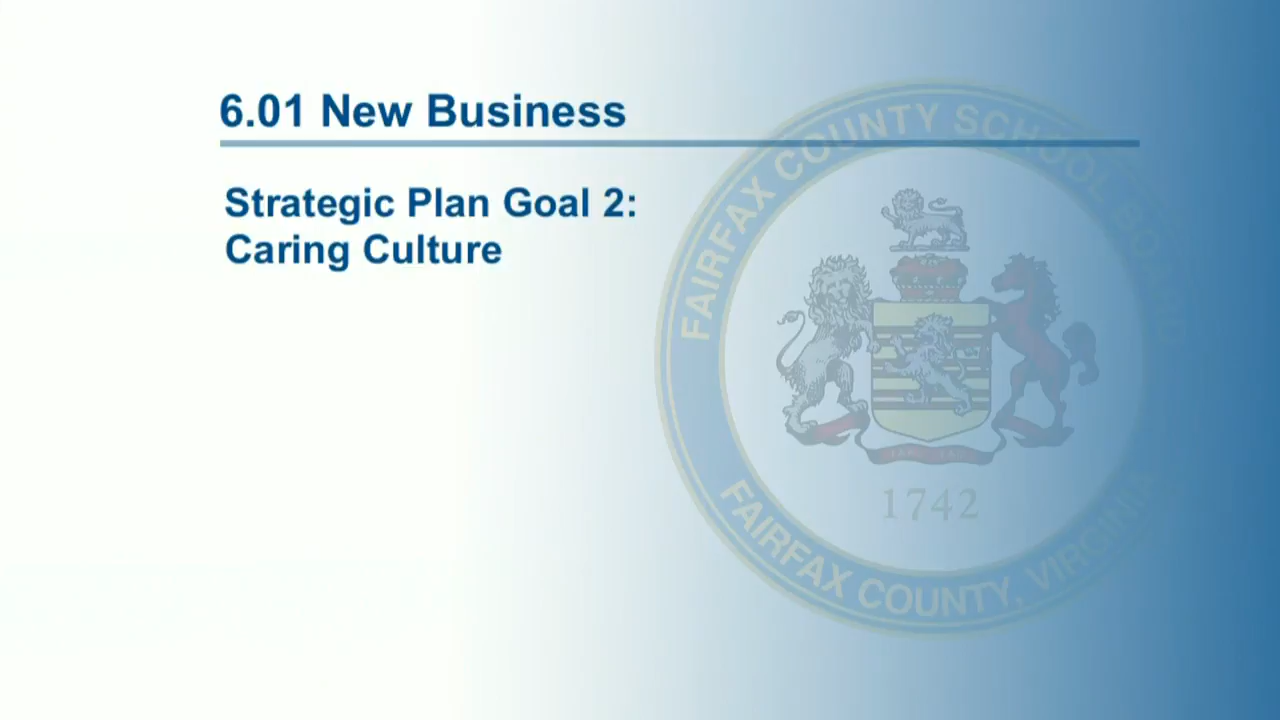 6.01 New Business
Strategic Plan Goal 2:
Caring Culture
FAIRFAX COUNTY SCHOOL BOARD
1742
FAIRFAX COUNTY, VIRGINIA